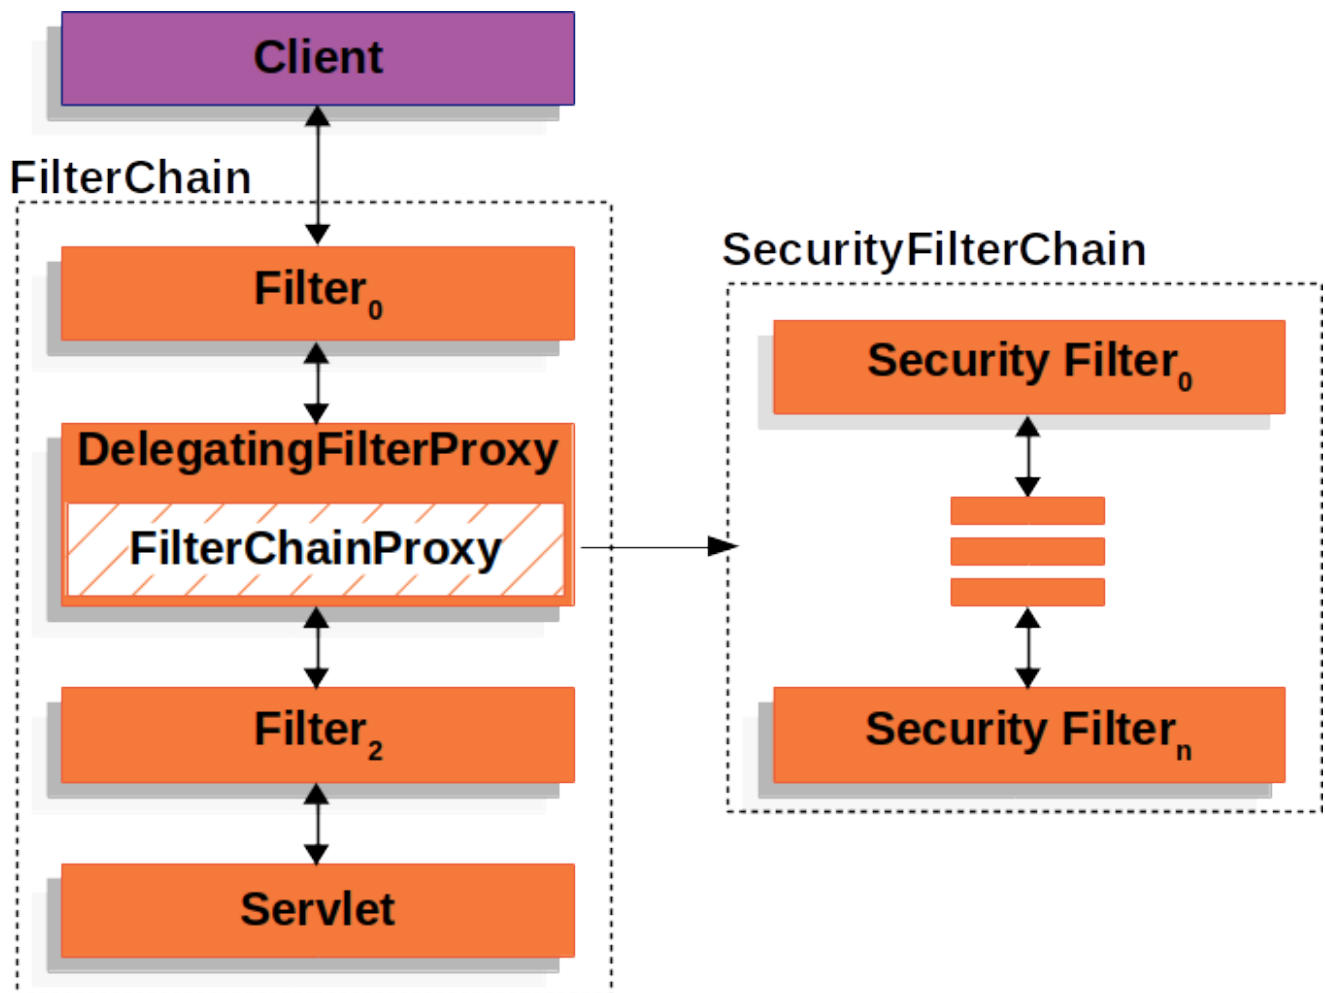 Client
FilterChain
Filter0
DelegatingFilterProxy
FilterChainProxy
Filter2
Servlet
SecurityFilterChain
Security Filter0
Security Filtern